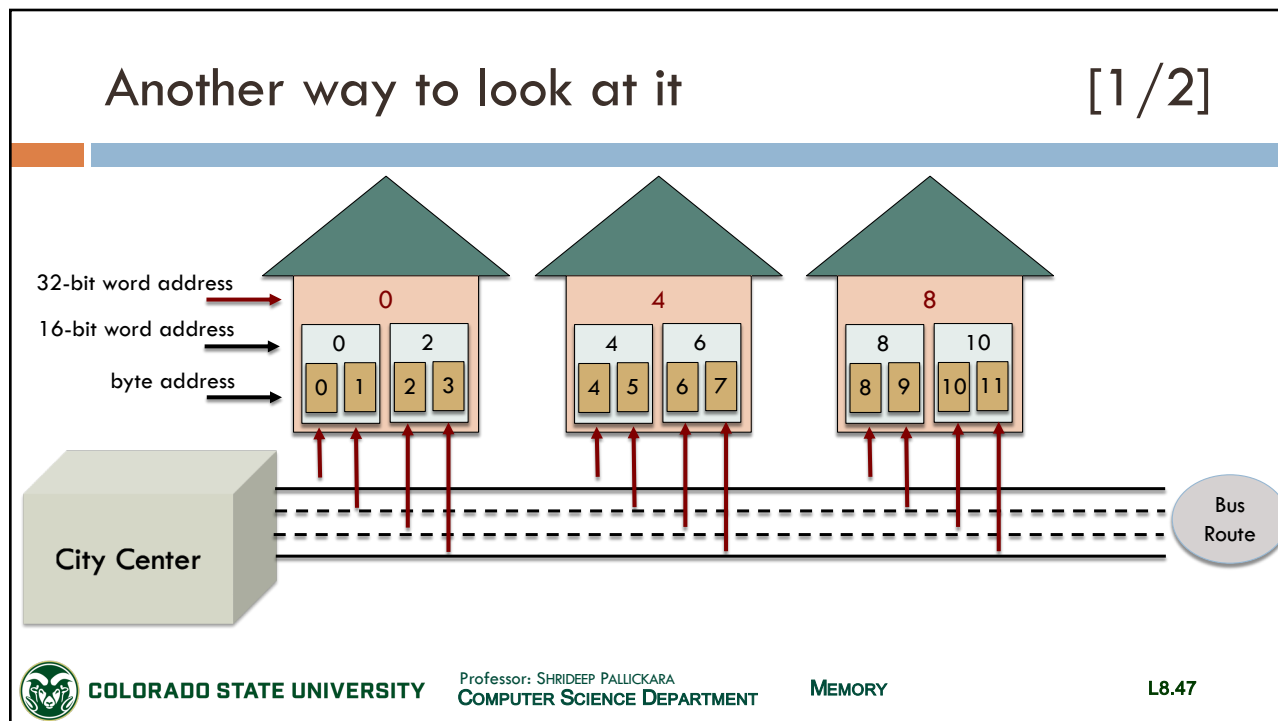 Another way to look at it [1/2]
32-bit word address
0 4 8
16-bit word address
0 2 4 6 8 10
byte address
0 1 2 3 4 5 6 7 8 9 10 11
City Center
Bus
Route
COLORADO STATE UNIVERSITY
Professor: SHRIDEEP PALLICKARA
COMPUTER SCIENCE DEPARTMENT
MEMORY
L8.47